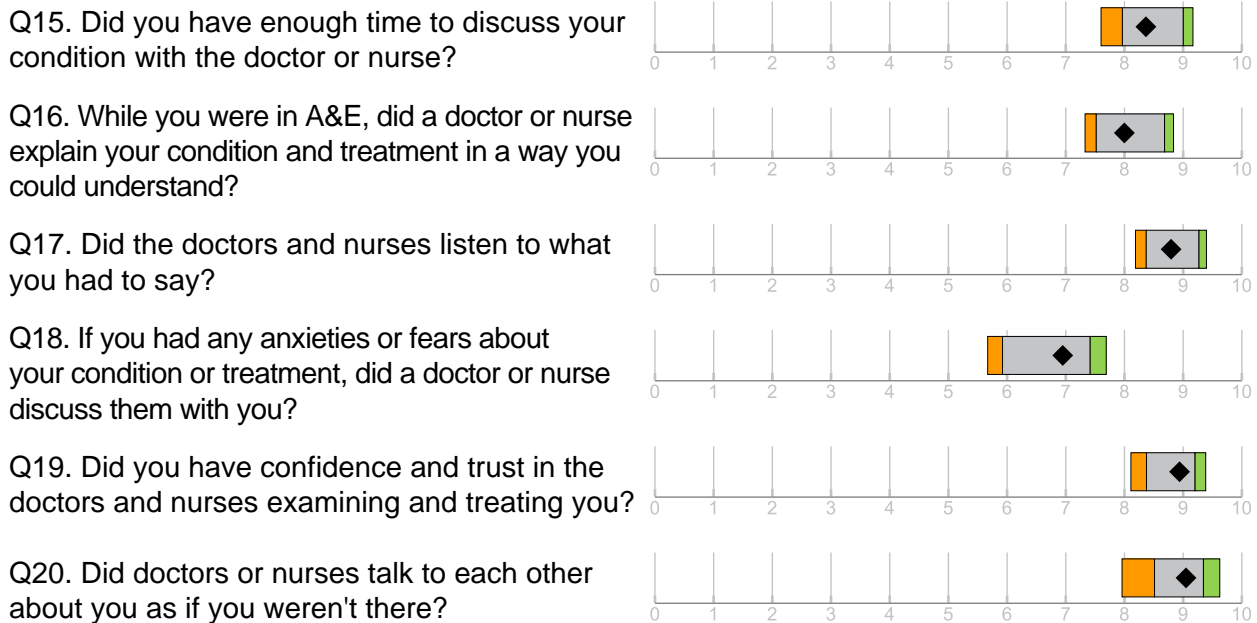 Q15. Did you have enough time to discuss your
condition with the doctor or nurse?
0 1 2 3 4 5 6 7 8 9 10
Q16. While you were in A&E, did a doctor or nurse
explain your condition and treatment in a way you
could understand?
0 1 2 3 4 5 6 7 8 9 10
Q17. Did the doctors and nurses listen to what
you had to say?
0 1 2 3 4 5 6 7 8 9 10
Q18. If you had any anxieties or fears about
your condition or treatment, did a doctor or nurse
discuss them with you?
0 1 2 3 4 5 6 7 8 9 10
Q19. Did you have confidence and trust in the
doctors and nurses examining and treating you?
0 1 2 3 4 5 6 7 8 9 10
Q20. Did doctors or nurses talk to each other
about you as if you weren't there?
0 1 2 3 4 5 6 7 8 9 10